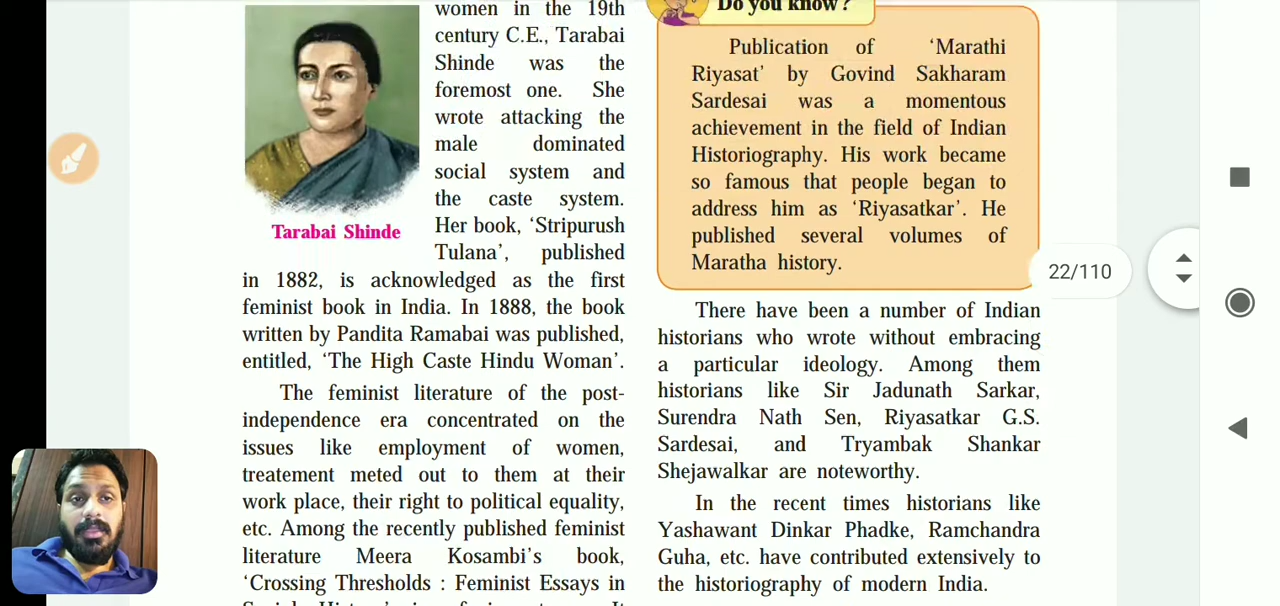 women in the 19th
century C.E., Tarabai
Shinde was the
foremost one. She
wrote attacking the
male dominated
social system and
the caste system.
Her book, ‘Stripurush
Tulana’, published
Tarabai Shinde
in 1882, is acknowledged as the first
feminist book in India. In 1888, the book
written by Pandita Ramabai was published,
entitled, ‘The High Caste Hindu Woman’.
The feminist literature of the post-
independence era concentrated on the
issues like employment of women,
treatement meted out to them at their
work place, their right to political equality,
etc. Among the recently published feminist
literature Meera Kosambi’s book,
‘Crossing Thresholds : Feminist Essays in
Do you know?
Publication of ‘Marathi
Riyasat’ by Govind Sakharam
Sardesai was a momentous
achievement in the field of Indian
Historiography. His work became
so famous that people began to
address him as ‘Riyasatkar’. He
published several volumes of
Maratha history.
There have been a number of Indian
historians who wrote without embracing
a particular ideology. Among them
historians like Sir Jadunath Sarkar,
Surendra Nath Sen, Riyasatkar G.S.
Sardesai, and Tryambak Shankar
Shejawalkar are noteworthy.
In the recent times historians like
Yashawant Dinkar Phadke, Ramchandra
Guha, etc. have contributed extensively to
the historiography of modern India.
22/110